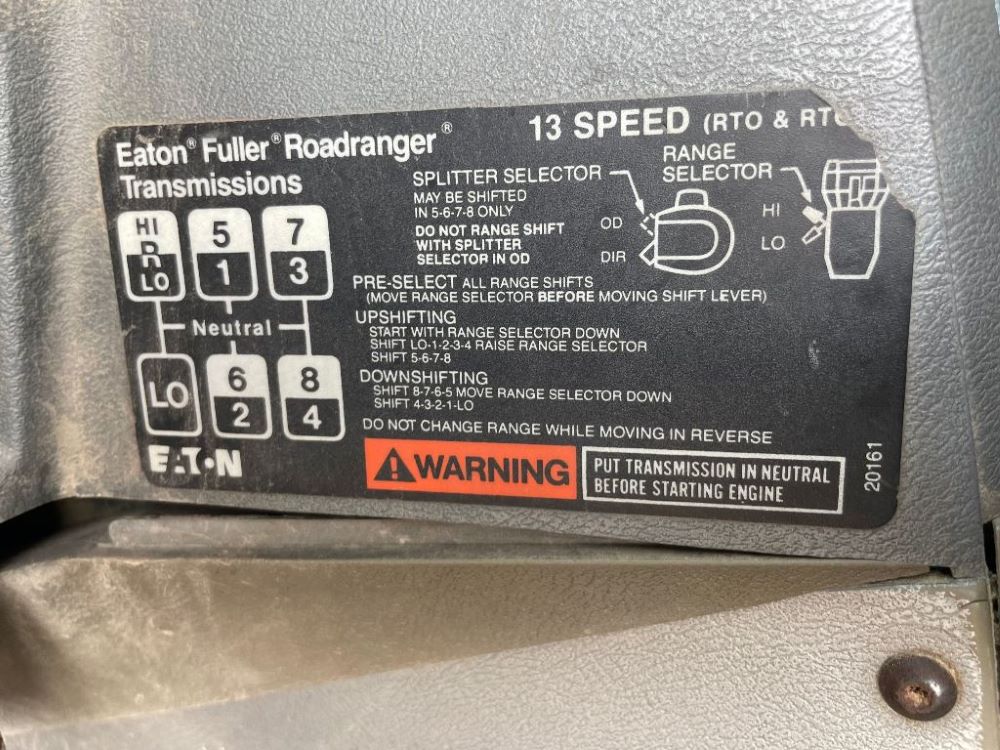 Eaton® Fuller® Roadranger®
Transmissions
13 SPEED (RTO &
HI
R
LO
5
1
7
3
Neutral
LO
6
2
8
4
SPLITTER SELECTOR
MAY BE SHIFTED
IN 5-6-7-8 ONLY
DO NOT RANGE SHIFT
WITH SPLITTER
SELECTOR IN OD
OD
DIR
RANGE
SELECTOR
HI
LO
PRE-SELECT ALL RANGE SHIFTS
(MOVE RANGE SELECTOR BEFORE MOVING SHIFT LEVER)
UPSHIFTING
START WITH RANGE SELECTOR DOWN
SHIFT LO-1-2-3-4 RAISE RANGE SELECTOR
SHIFT 5-6-7-8
DOWNSHIFTING
SHIFT 8-7-6-5 MOVE RANGE SELECTOR DOWN
SHIFT 4-3-2-1-LO
DO NOT CHANGE RANGE WHILE MOVING IN REVERSE
EATON
WARNING
PUT TRANSMISSION IN NEUTRAL
BEFORE STARTING ENGINE
20161